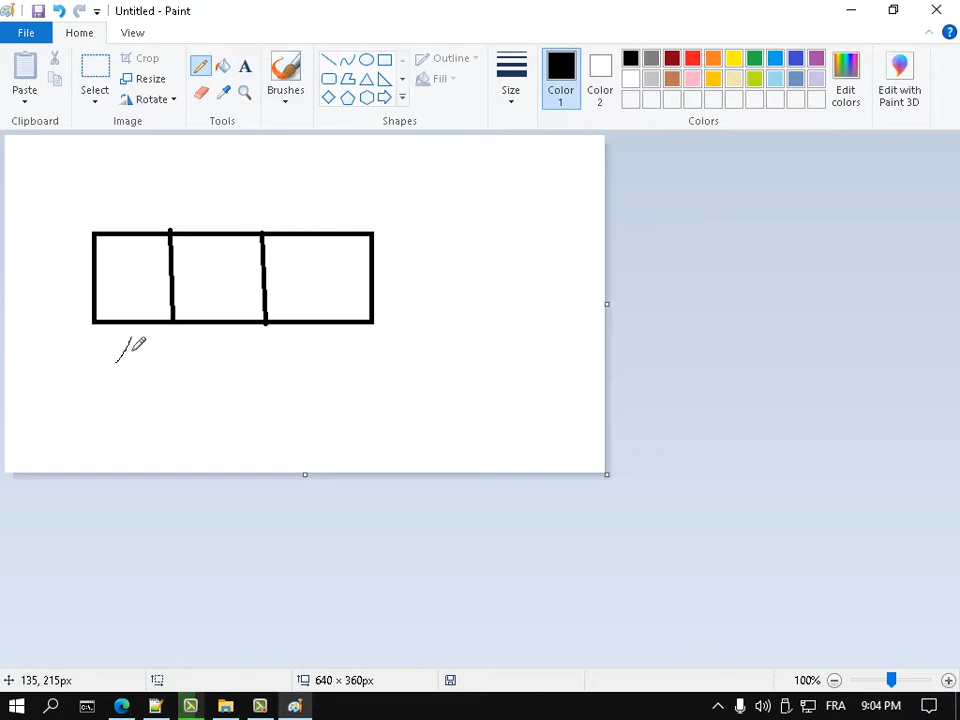 Untitled - Paint
File Home View
Paste
Clipboard
Select
Crop
Resize
Rotate
Image
Tools
Brushes
Outline
Fill
Shapes
Size
Color 1
Color 2
Edit colors
Colors
Edit with Paint 3D
135, 215px
640 × 360px
100%
FRA 9:04 PM